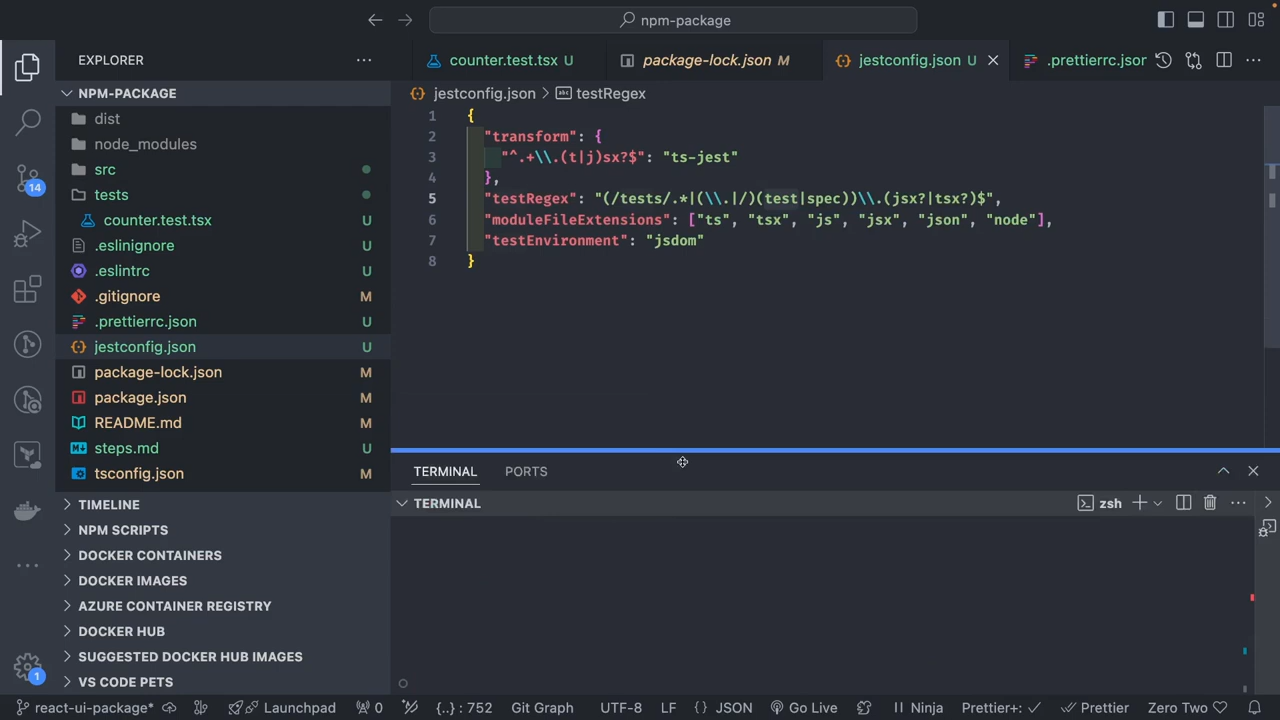 npm-package
EXPLORER
counter.test.tsx U
package-lock.json M
jestconfig.json U
.prettierrc.jsor
NPM-PACKAGE
jestconfig.json > testRegex
dist
node_modules
src
tests
counter.test.tsx U
.eslinignore U
.eslintrc U
.gitignore M
.prettierrc.json U
jestconfig.json U
package-lock.json M
package.json M
README.md M
steps.md U
tsconfig.json M
1 {
2 "transform": {
3 "^.+\\.(t|j)sx?$": "ts-jest"
4 },
5 "testRegex": "(/tests/.*|(\\.|/)(test|spec))\\.(jsx?|tsx?)$",
6 "moduleFileExtensions": ["ts", "tsx", "js", "jsx", "json", "node"],
7 "testEnvironment": "jsdom"
8 }
14
TERMINAL PORTS
TERMINAL
zsh
TIMELINE
NPM SCRIPTS
DOCKER CONTAINERS
DOCKER IMAGES
AZURE CONTAINER REGISTRY
DOCKER HUB
SUGGESTED DOCKER HUB IMAGES
VS CODE PETS
1
react-ui-package* Launchpad 0 {..} : 752 Git Graph UTF-8 LF {} JSON Go Live Ninja Prettier+: Prettier Zero Two